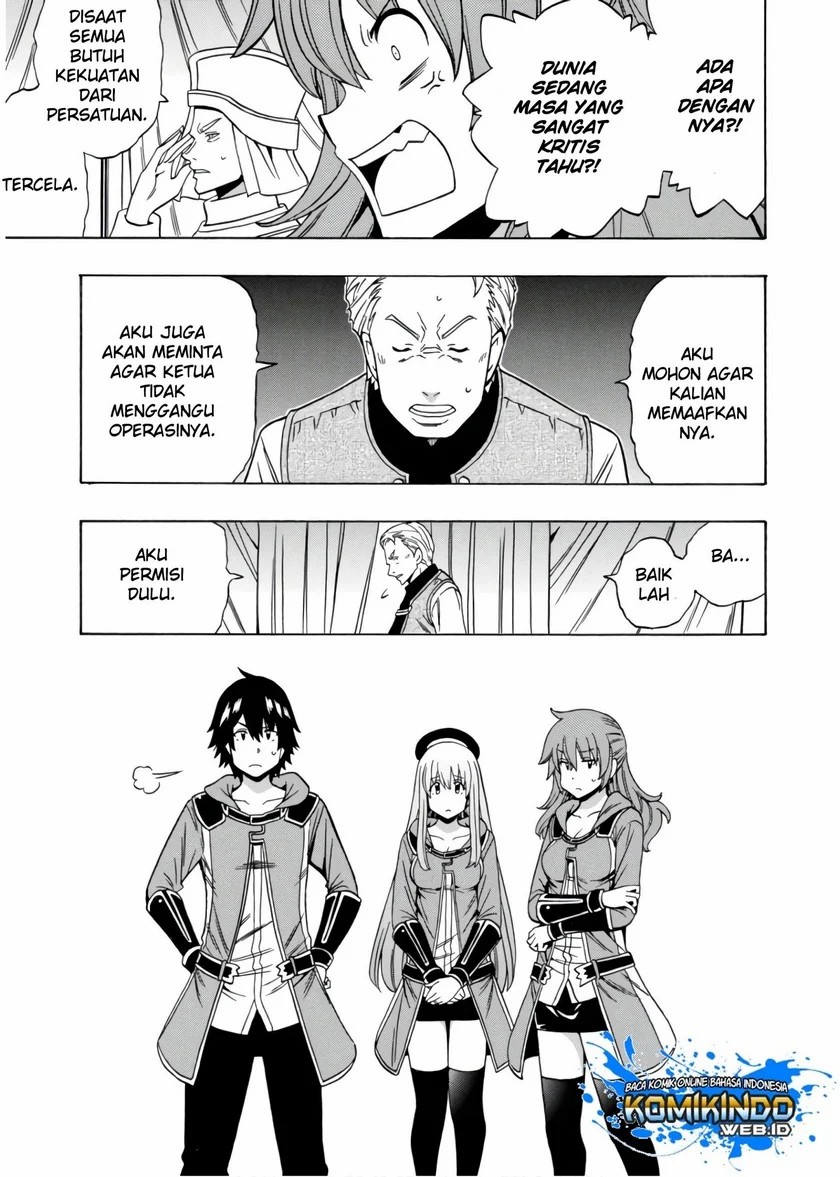 ADA
APA
DENGAN
NYA?!
DUNIA
SEDANG
MASA YANG
SANGAT
KRITIS
TAHU?!
DISAAT
SEMUA
BUTUH
KEKUATAN
DARI
PERSATUAN.
TERCELA.
AKU
MOHON AGAR
KALIAN
MEMAAFKAN
NYA.
AKU JUGA
AKAN MEMINTA
AGAR KETUA
TIDAK
MENGGANGU
OPERASINYA.
BA...
BAIK
LAH
AKU
PERMISI
DULU.
BACA KOMIK ONLINE BAHASA INDONESIA
KOMIKINDO
.WEB.ID